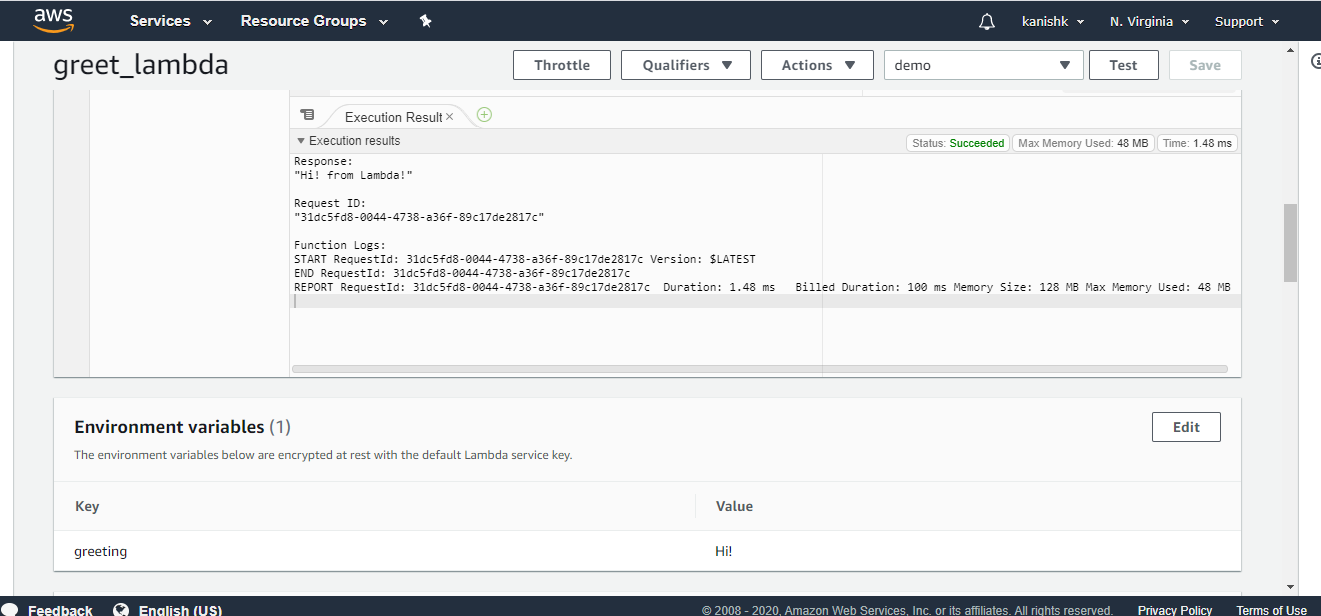 aws Services Resource Groups kanishk N. Virginia Support
greet_lambda Throttle Qualifiers Actions demo Test Save
Execution Result ×
Execution results Status: Succeeded Max Memory Used: 48 MB Time: 1.48 ms
Response:
"Hi! from Lambda!"
Request ID:
"31dc5fd8-0044-4738-a36f-89c17de2817c"
Function Logs:
START RequestId: 31dc5fd8-0044-4738-a36f-89c17de2817c Version: $LATEST
END RequestId: 31dc5fd8-0044-4738-a36f-89c17de2817c
REPORT RequestId: 31dc5fd8-0044-4738-a36f-89c17de2817c Duration: 1.48 ms Billed Duration: 100 ms Memory Size: 128 MB Max Memory Used: 48 MB
Environment variables (1) Edit
The environment variables below are encrypted at rest with the default Lambda service key.
Key Value
greeting Hi!
Feedback English (US) © 2008 - 2020, Amazon Web Services, Inc. or its affiliates. All rights reserved. Privacy Policy Terms of Use